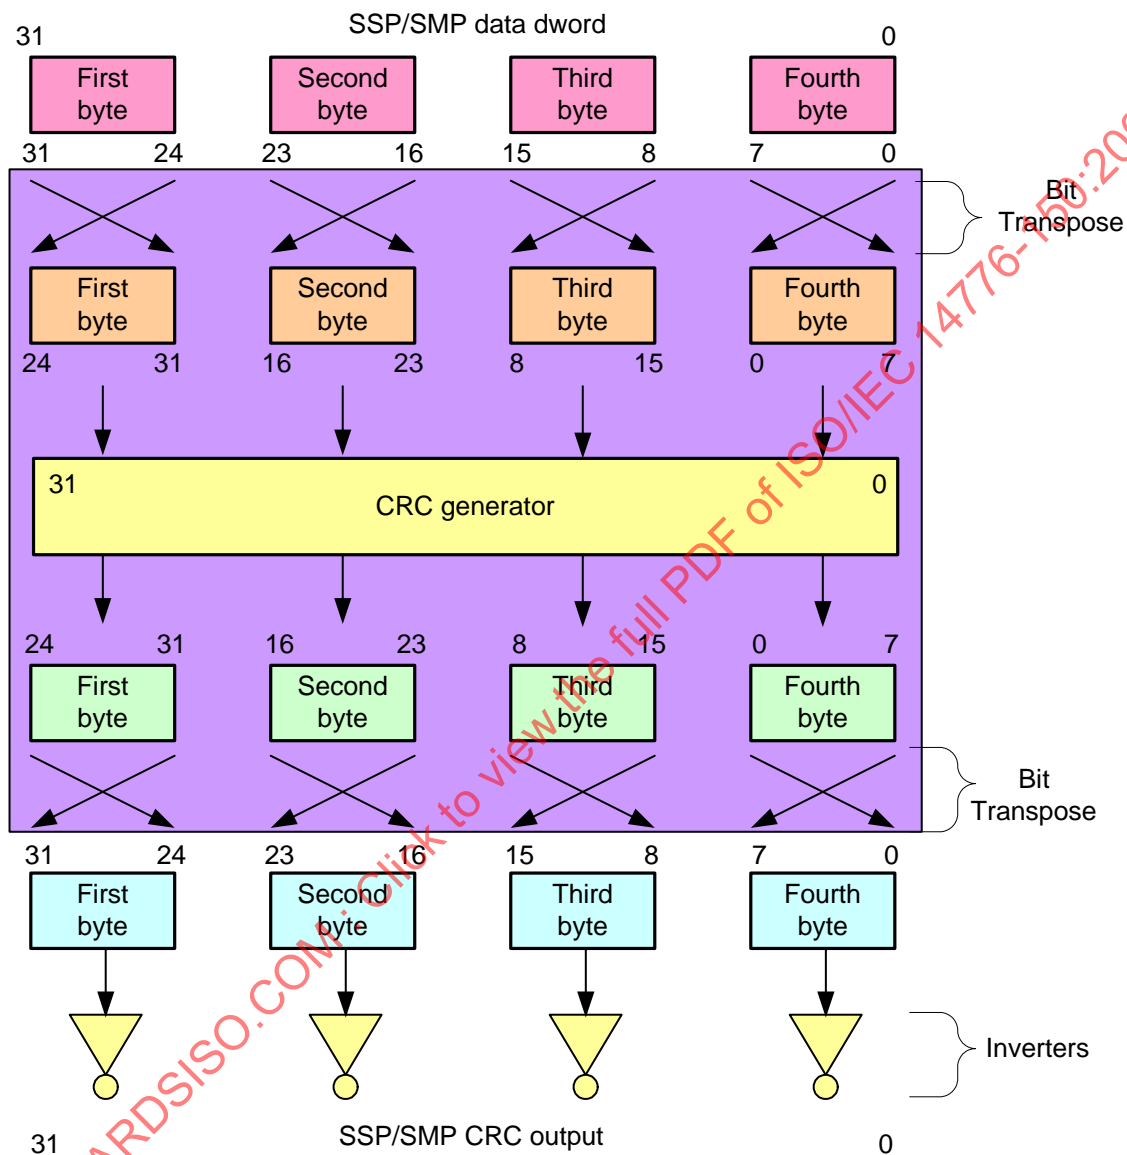 SSP/SMP data dword
31 0
First byte Second byte Third byte Fourth byte
31 24 23 16 15 8 7 0
Bit Transpose
First byte Second byte Third byte Fourth byte
24 31 16 23 8 15 0 7
31 CRC generator 0
24 31 16 23 8 15 0 7
First byte Second byte Third byte Fourth byte
Bit Transpose
31 24 23 16 15 8 7 0
First byte Second byte Third byte Fourth byte
Inverters
SSP/SMP CRC output
31 0
ARDSISO.COM : Click to view the full PDF of ISO/IEC 14776-150:20